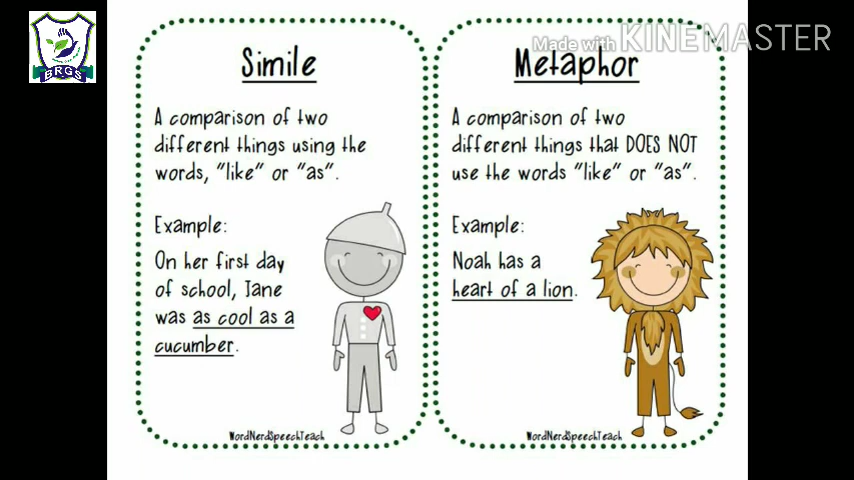 BRGS
Made with KINEMASTER
Simile
A comparison of two
different things using the
words, "like" or "as".
Example:
On her first day
of school, Jane
was as cool as a
cucumber.
WordNerdSpeechTeach
Metaphor
A comparison of two
different things that DOES NOT
use the words "like" or "as".
Example:
Noah has a
heart of a lion.
WordNerdSpeechTeach